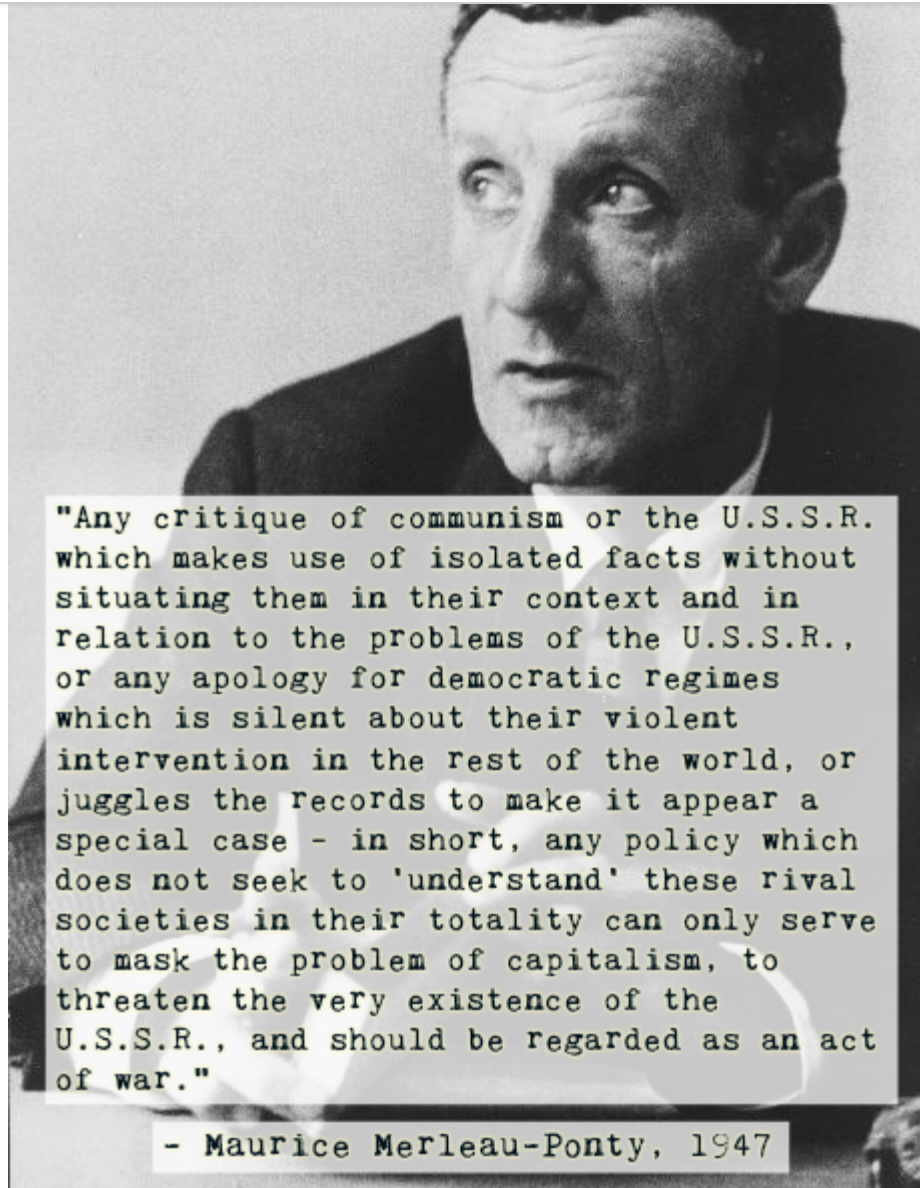 "Any critique of communism or the U.S.S.R.
which makes use of isolated facts without
situating them in their context and in
relation to the problems of the U.S.S.R.,
or any apology for democratic regimes
which is silent about their violent
intervention in the rest of the world, or
juggles the records to make it appear a
special case – in short, any policy which
does not seek to 'understand' these rival
societies in their totality can only serve
to mask the problem of capitalism, to
threaten the very existence of the
U.S.S.R., and should be regarded as an act
of war."
– Maurice Merleau-Ponty, 1947